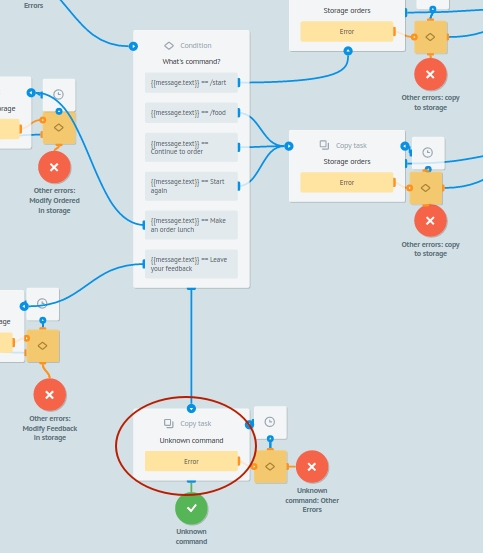 Errors
Storage orders
Error
Other errors: copy
to storage
Condition
What's command?
{{message.text}} == /start
{{message.text}} == /food
{{message.text}} ==
Continue to order
{{message.text}} == Start
again
{{message.text}} == Make
an order lunch
{{message.text}} == Leave
your feedback
Copy task
Storage orders
Error
Other errors: copy
to storage
Other errors:
Modify Ordered
in storage
Other errors:
Modify Feedback
in storage
Copy task
Unknown command
Error
Unknown
command
Unknown
command: Other
Errors